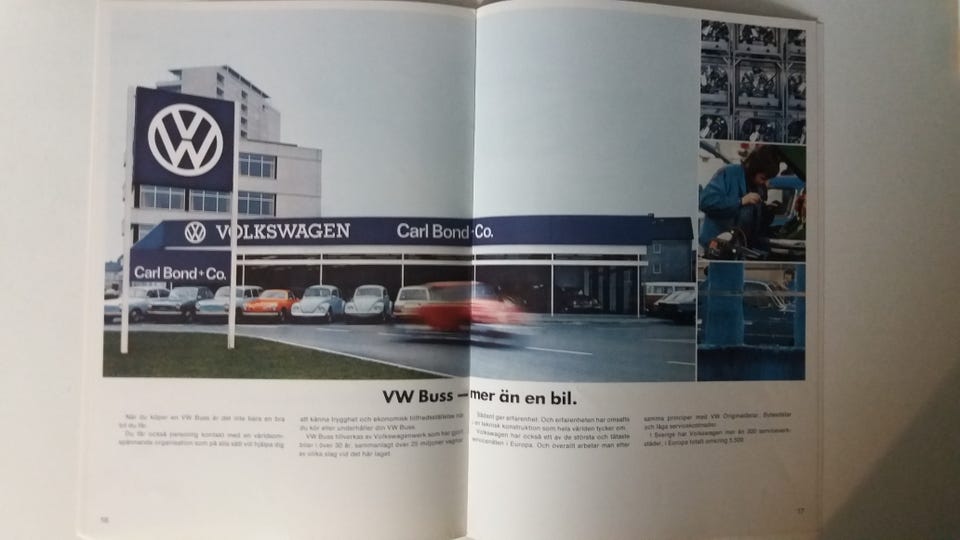 VW
VOLKSWAGEN Carl Bond + Co.
Carl Bond + Co.
VW Buss – mer än en bil.
När du köper en VW Buss är det inte bara en bra
bil du får.
Du får också personlig kontakt med en världsom-
spännande organisation som på alla sätt vill hjälpa dig
att känna trygghet och ekonomisk tillfredsställelse när
du kör eller underhåller din VW Buss.
VW Buss tillverkas av Volkswagenwerk som har gjort
bilar i över 30 år, sammanlagt över 25 miljoner vagnar
av olika slag vid det här laget.
Sådant ger erfarenhet. Och erfarenheten har omsatts
i en teknisk konstruktion som hela världen tycker om.
Volkswagen har också ett av de största och tätaste
servicenäten i Europa. Och överallt arbetar man efter
samma principer med VW Originaldelar, Bytesdelar
och låga servicekostnader.
I Sverige har Volkswagen mer än 300 serviceverk-
städer, i Europa totalt omkring 5.500.
16
17